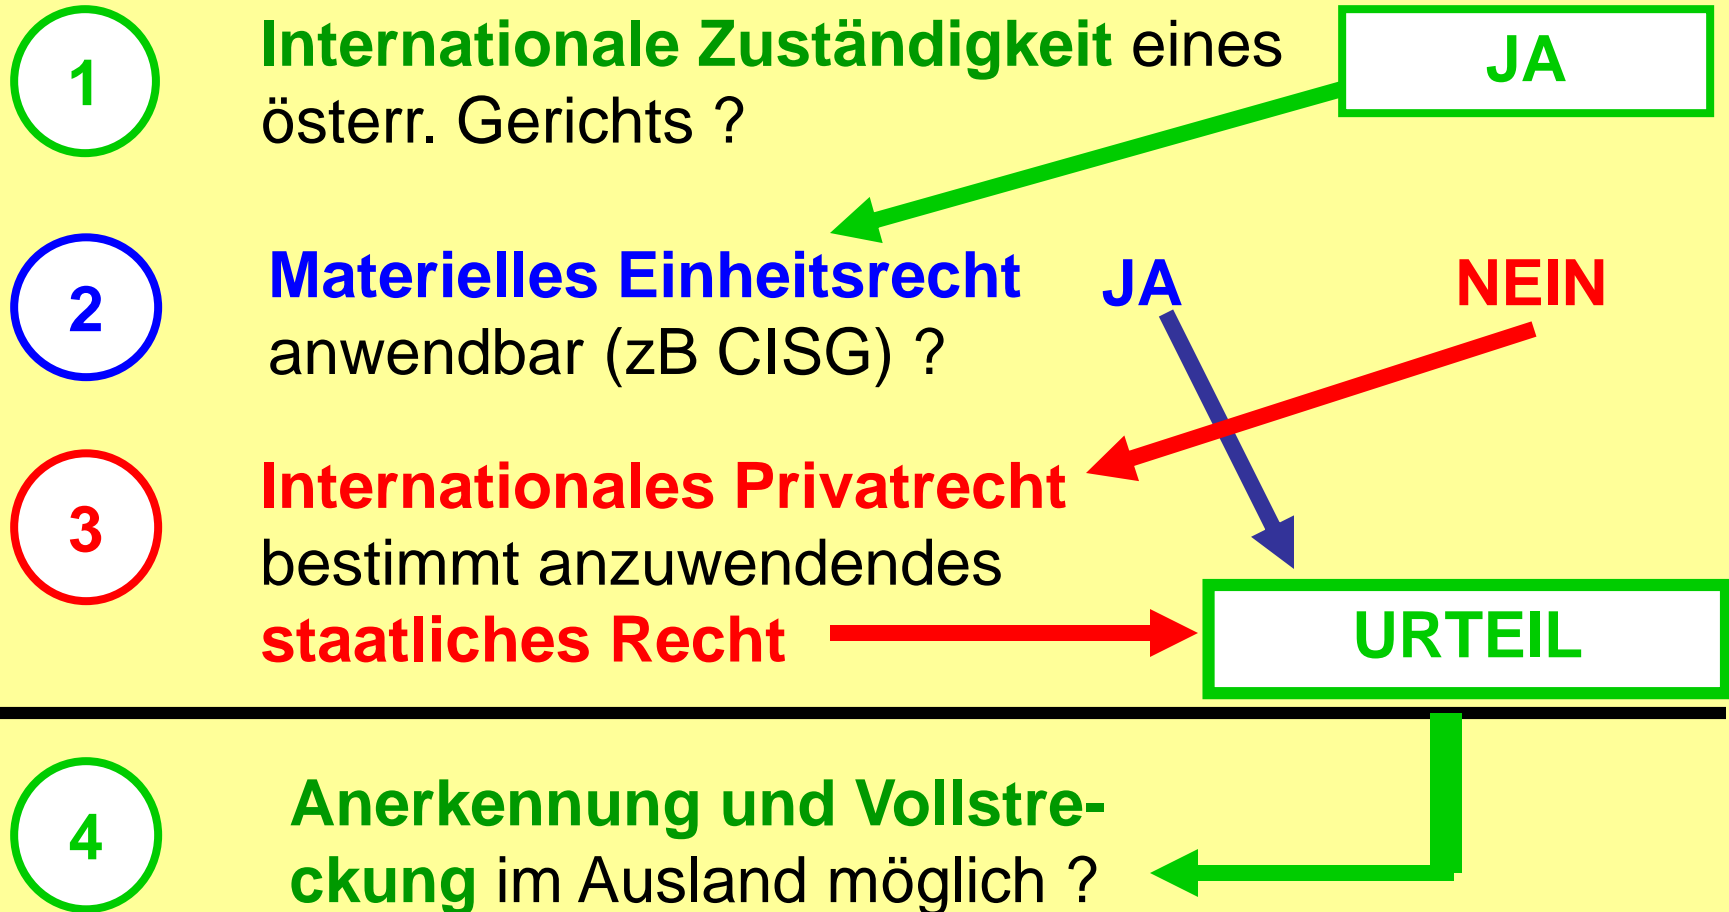 1
Internationale Zuständigkeit eines
österr. Gerichts ?
JA
2
Materielles Einheitsrecht
anwendbar (zB CISG) ?
JA
NEIN
3
Internationales Privatrecht
bestimmt anzuwendendes
staatliches Recht
URTEIL
4
Anerkennung und Vollstre-
ckung im Ausland möglich ?